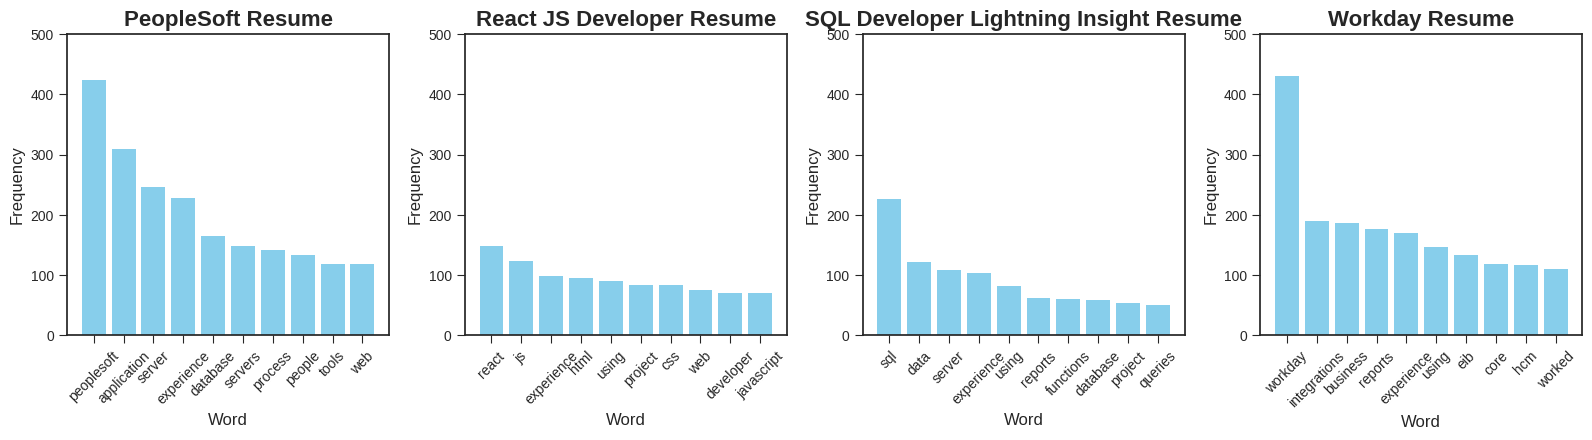 PeopleSoft Resume
500
400
300
200
100
0
Frequency
peoplesoft
application
server
experience
database
servers
process
people
tools
web
Word
React JS Developer Resume
500
400
300
200
100
0
Frequency
react
js
experience
html
using
project
css
web
developer
javascript
Word
SQL Developer Lightning Insight Resume
500
400
300
200
100
0
Frequency
sql
data
server
experience
using
reports
functions
database
project
queries
Word
Workday Resume
500
400
300
200
100
0
Frequency
workday
integrations
business
reports
experience
using
eib
core
hcm
worked
Word